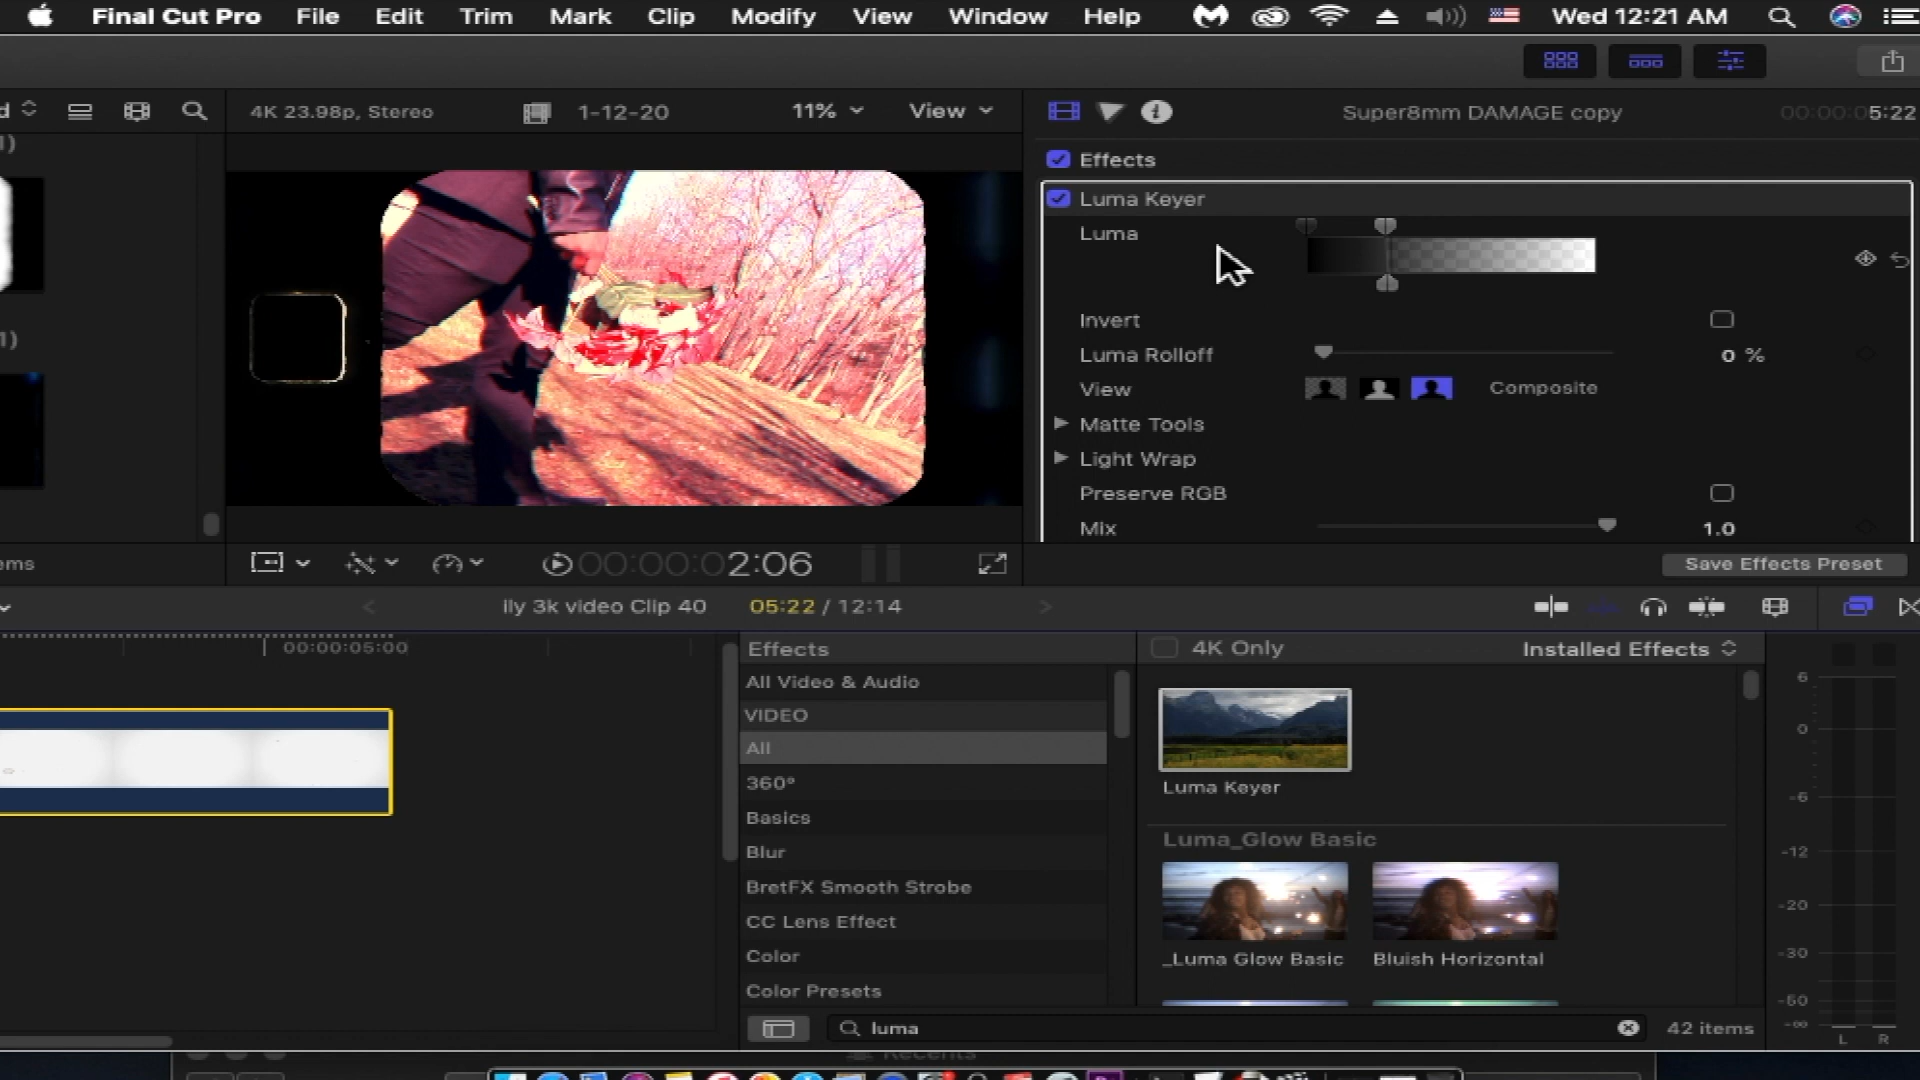 Final Cut Pro File Edit Trim Mark Clip Modify View Window Help Wed 12:21 AM
d 4K 23.98p, Stereo 1-12-20 11% View Super8mm DAMAGE copy 00:00:05:22
1)
Effects
Luma Keyer
Luma
Invert
1)
Luma Rolloff 0 %
View Composite
Matte Tools
Light Wrap
Preserve RGB
Mix 1.0
ems 00:00:02:06 Save Effects Preset
ily 3k video Clip 40 05:22 / 12:14
00:00:05:00 Effects 4K Only Installed Effects
All Video & Audio
VIDEO
All
360°
Basics
Blur
BretFX Smooth Strobe
CC Lens Effect
Color
Color Presets
Luma Keyer
Luma_Glow Basic
_Luma Glow Basic Bluish Horizontal
6
0
-6
-12
-20
-30
-50
-∞
L R
luma 42 items
Recents